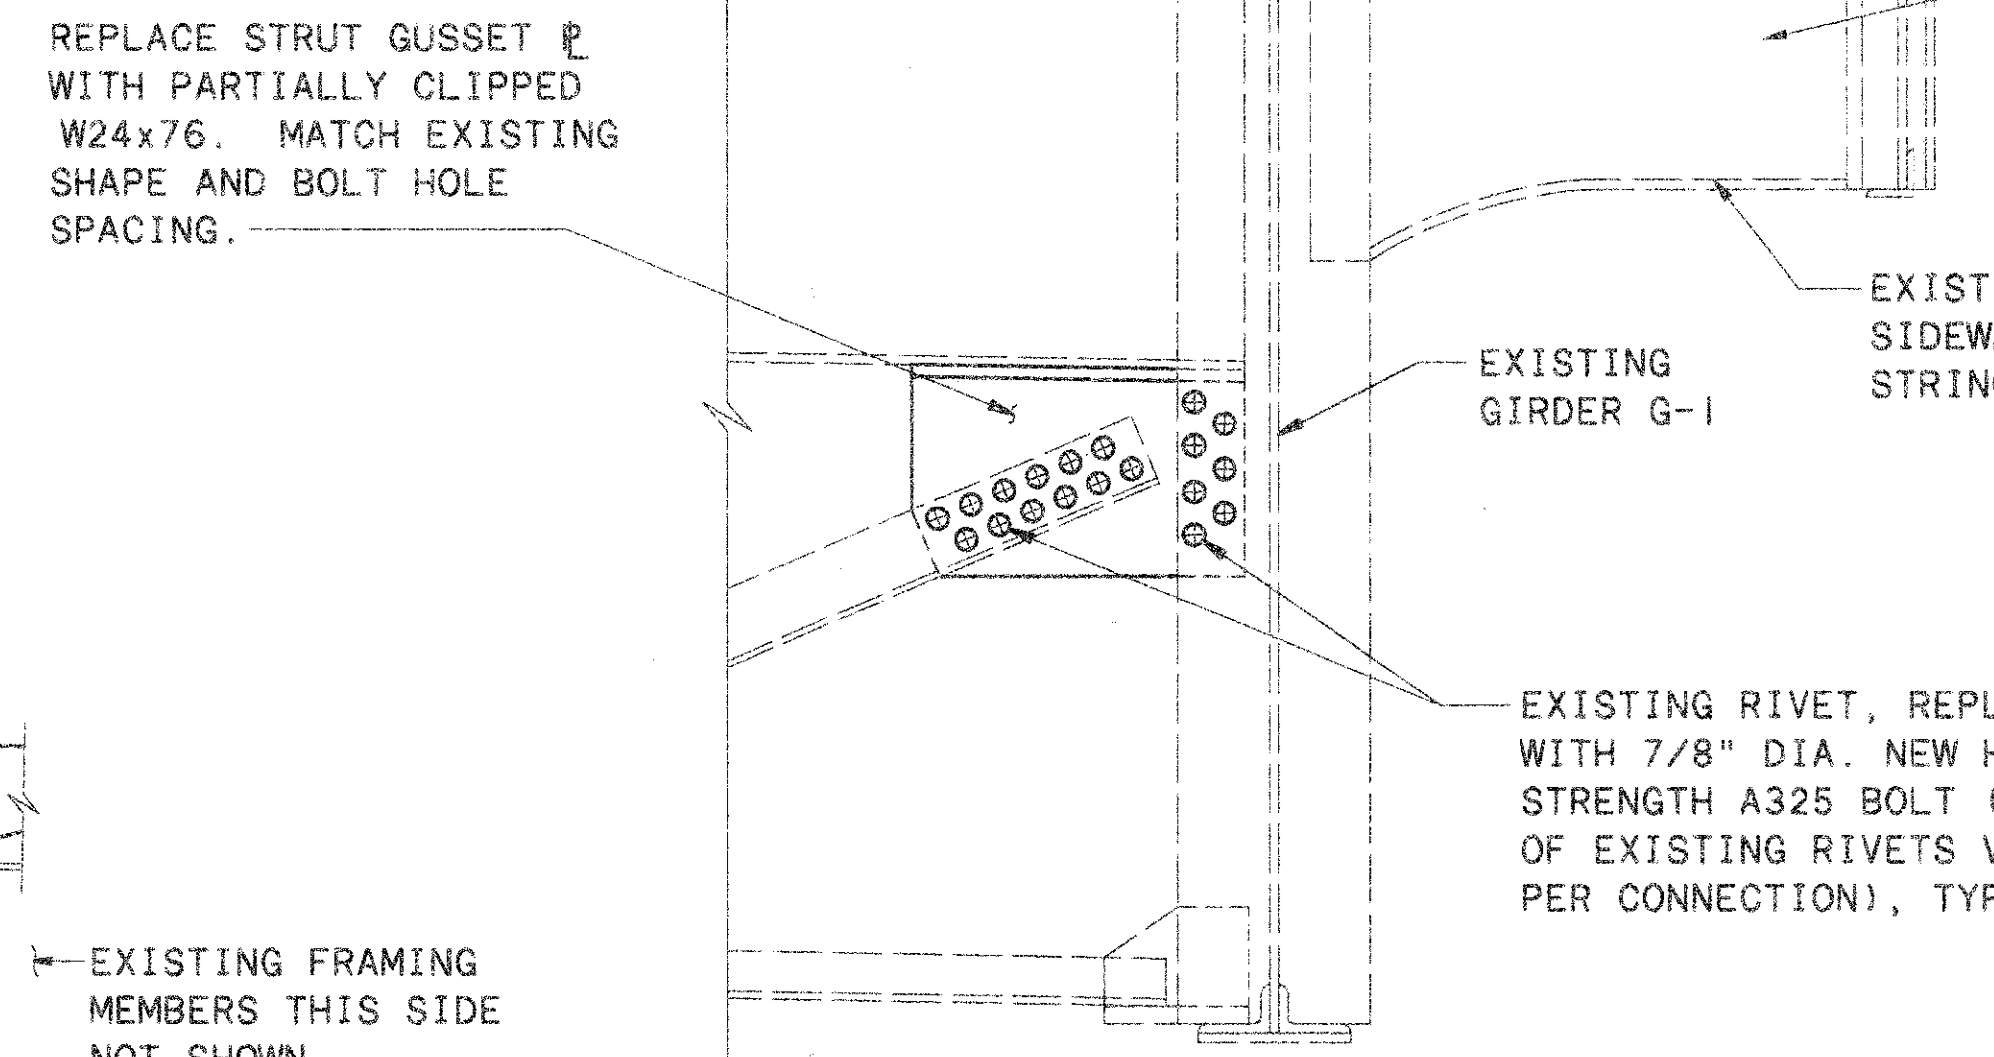 REPLACE STRUT GUSSET ℄
WITH PARTIALLY CLIPPED
W24x76. MATCH EXISTING
SHAPE AND BOLT HOLE
SPACING.
EXIST
SIDEW
STRIN
EXISTING
GIRDER G-1
EXISTING RIVET, REPL
WITH 7/8" DIA. NEW H
STRENGTH A325 BOLT (
OF EXISTING RIVETS V
PER CONNECTION), TYP
EXISTING FRAMING
MEMBERS THIS SIDE
NOT SHOWN